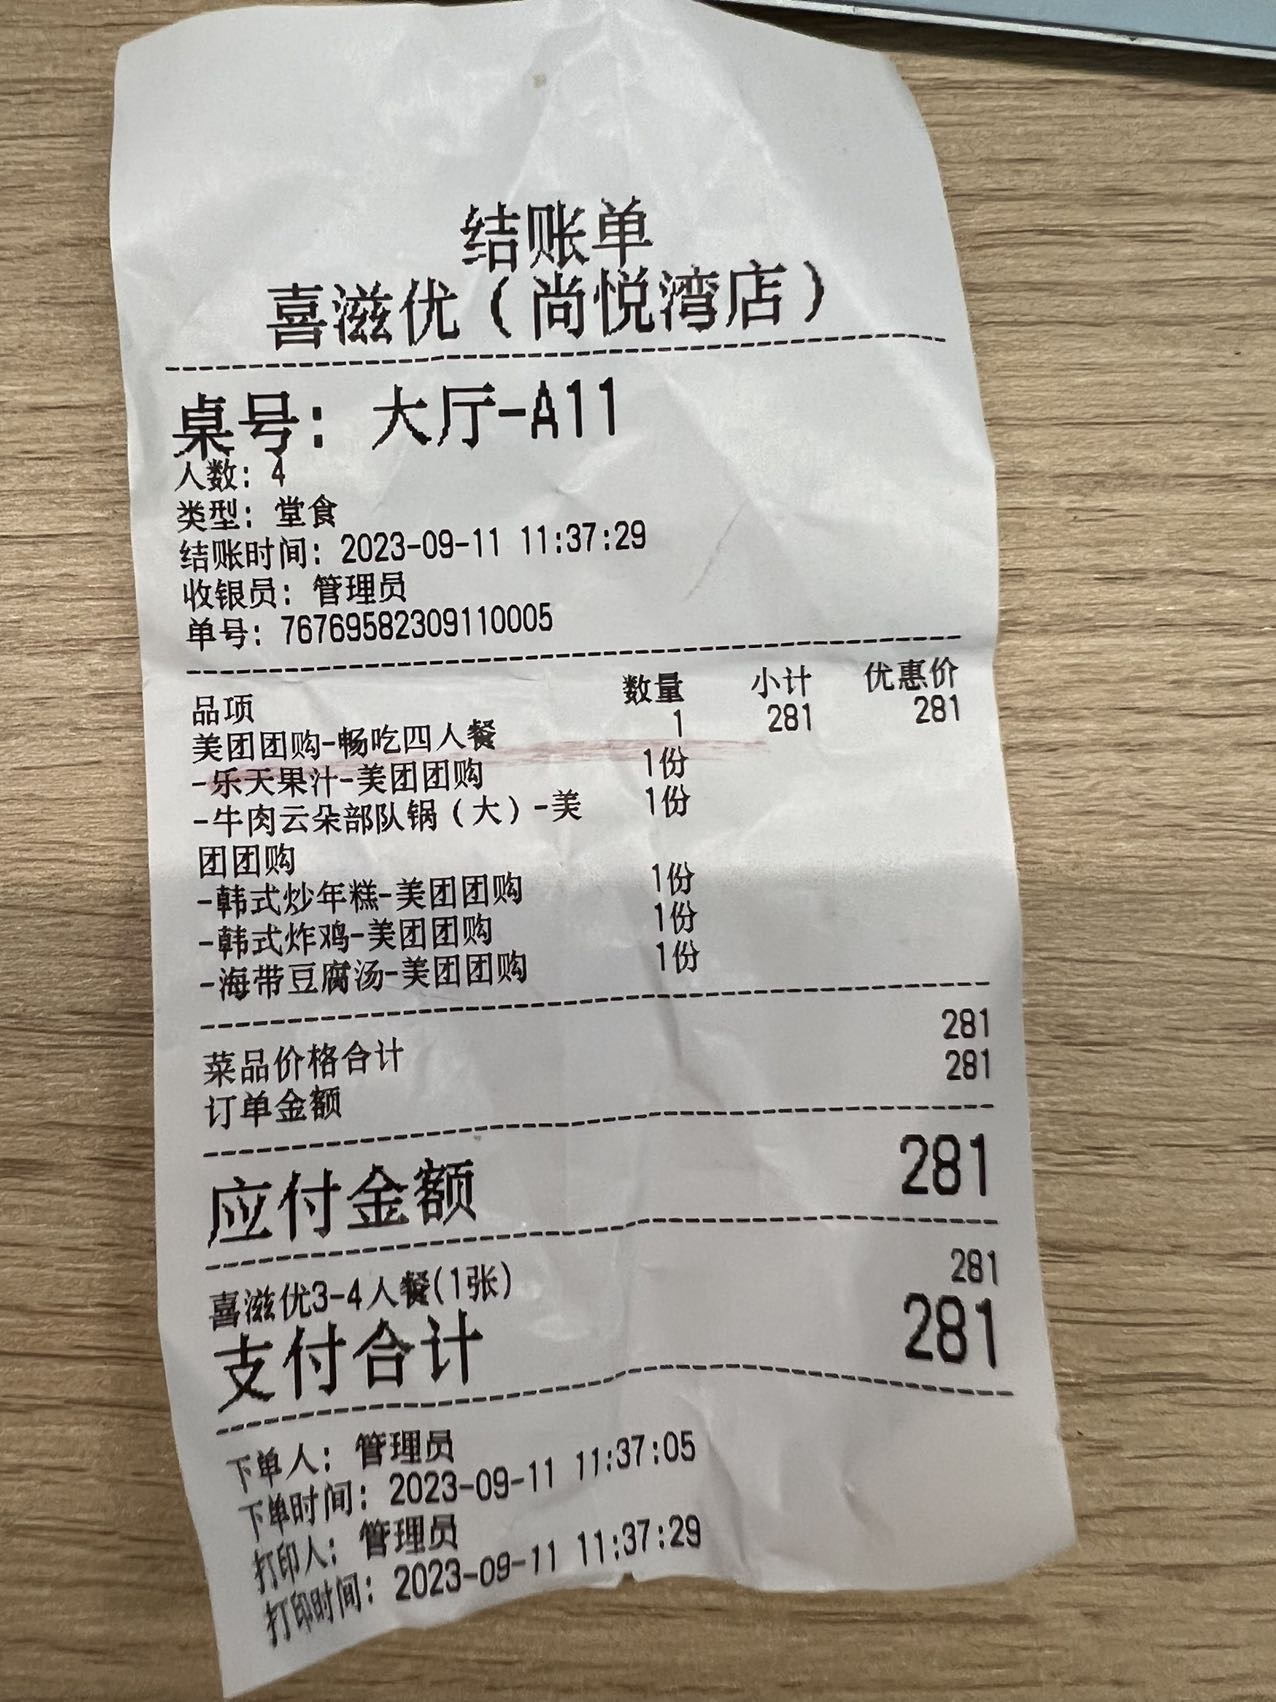 结账单
喜滋优（尚悦湾店）
桌号：大厅-A11
人数：4
类型：堂食
结账时间：2023-09-11 11:37:29
收银员：管理员
单号：76769582309110005
品项 数量 小计 优惠价
美团团购-畅吃四人餐 1 281 281
-乐天果汁-美团团购 1份
-牛肉云朵部队锅（大）-美 1份
团团购
-韩式炒年糕-美团团购 1份
-韩式炸鸡-美团团购 1份
-海带豆腐汤-美团团购 1份
菜品价格合计 281
订单金额 281
应付金额 281
喜滋优3-4人餐(1张) 281
支付合计 281
下单人：管理员
下单时间：2023-09-11 11:37:05
打印人：管理员
打印时间：2023-09-11 11:37:29